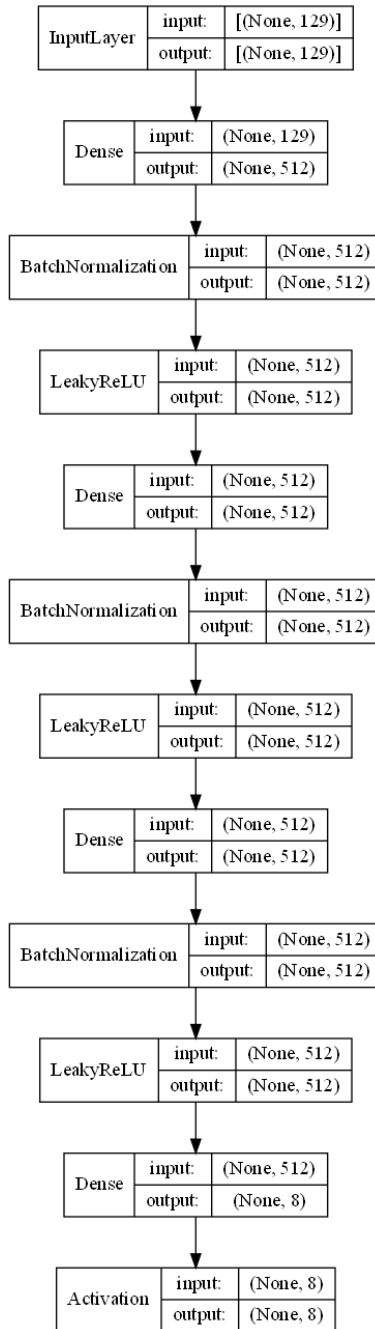 InputLayer
input: [(None, 129)]
output: [(None, 129)]
Dense
input: (None, 129)
output: (None, 512)
BatchNormalization
input: (None, 512)
output: (None, 512)
LeakyReLU
input: (None, 512)
output: (None, 512)
Dense
input: (None, 512)
output: (None, 512)
BatchNormalization
input: (None, 512)
output: (None, 512)
LeakyReLU
input: (None, 512)
output: (None, 512)
Dense
input: (None, 512)
output: (None, 512)
BatchNormalization
input: (None, 512)
output: (None, 512)
LeakyReLU
input: (None, 512)
output: (None, 512)
Dense
input: (None, 512)
output: (None, 8)
Activation
input: (None, 8)
output: (None, 8)